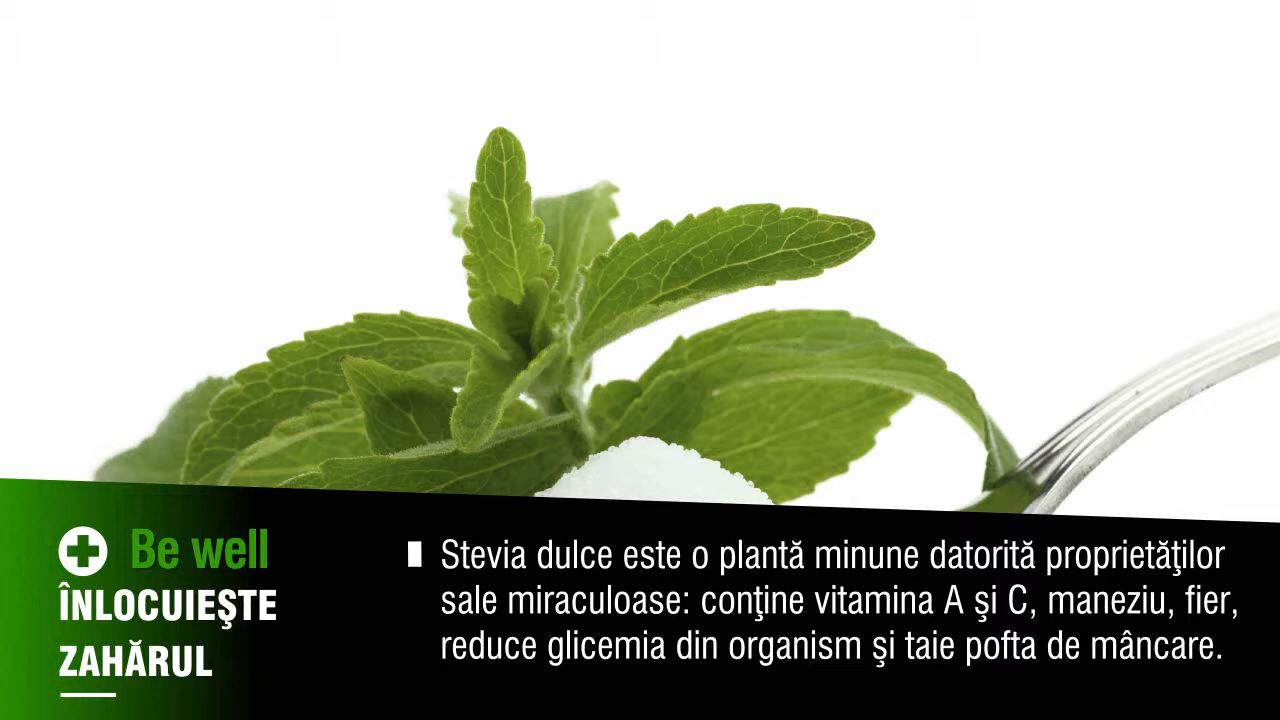 Be well
ÎNLOCUIEŞTE
ZAHĂRUL
Stevia dulce este o plantă minune datorită proprietăţilor
sale miraculoase: conţine vitamina A şi C, maneziu, fier,
reduce glicemia din organism şi taie pofta de mâncare.